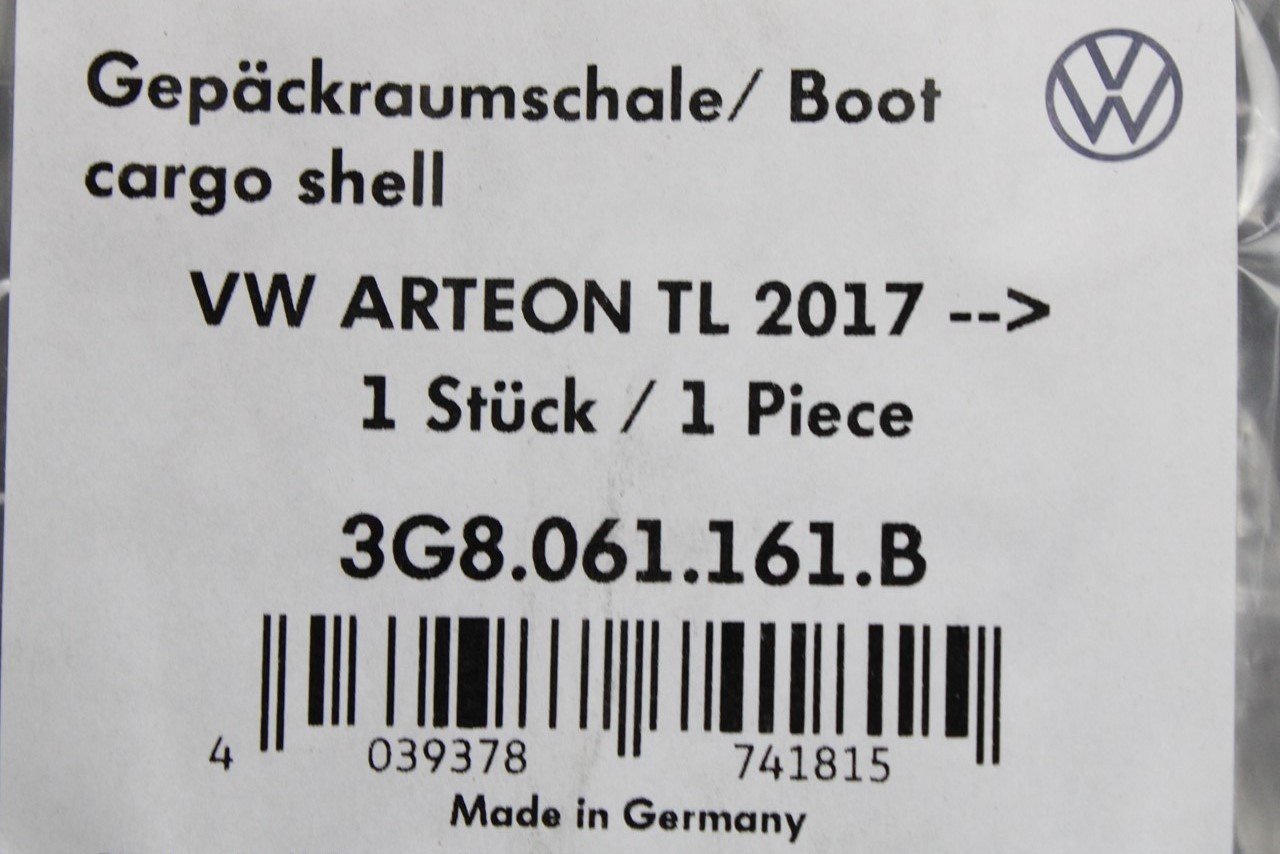 Gepäckraumschale/ Boot
cargo shell
VW ARTEON TL 2017 -->
1 Stück / 1 Piece
3G8.061.161.B
4 039378 741815
Made in Germany